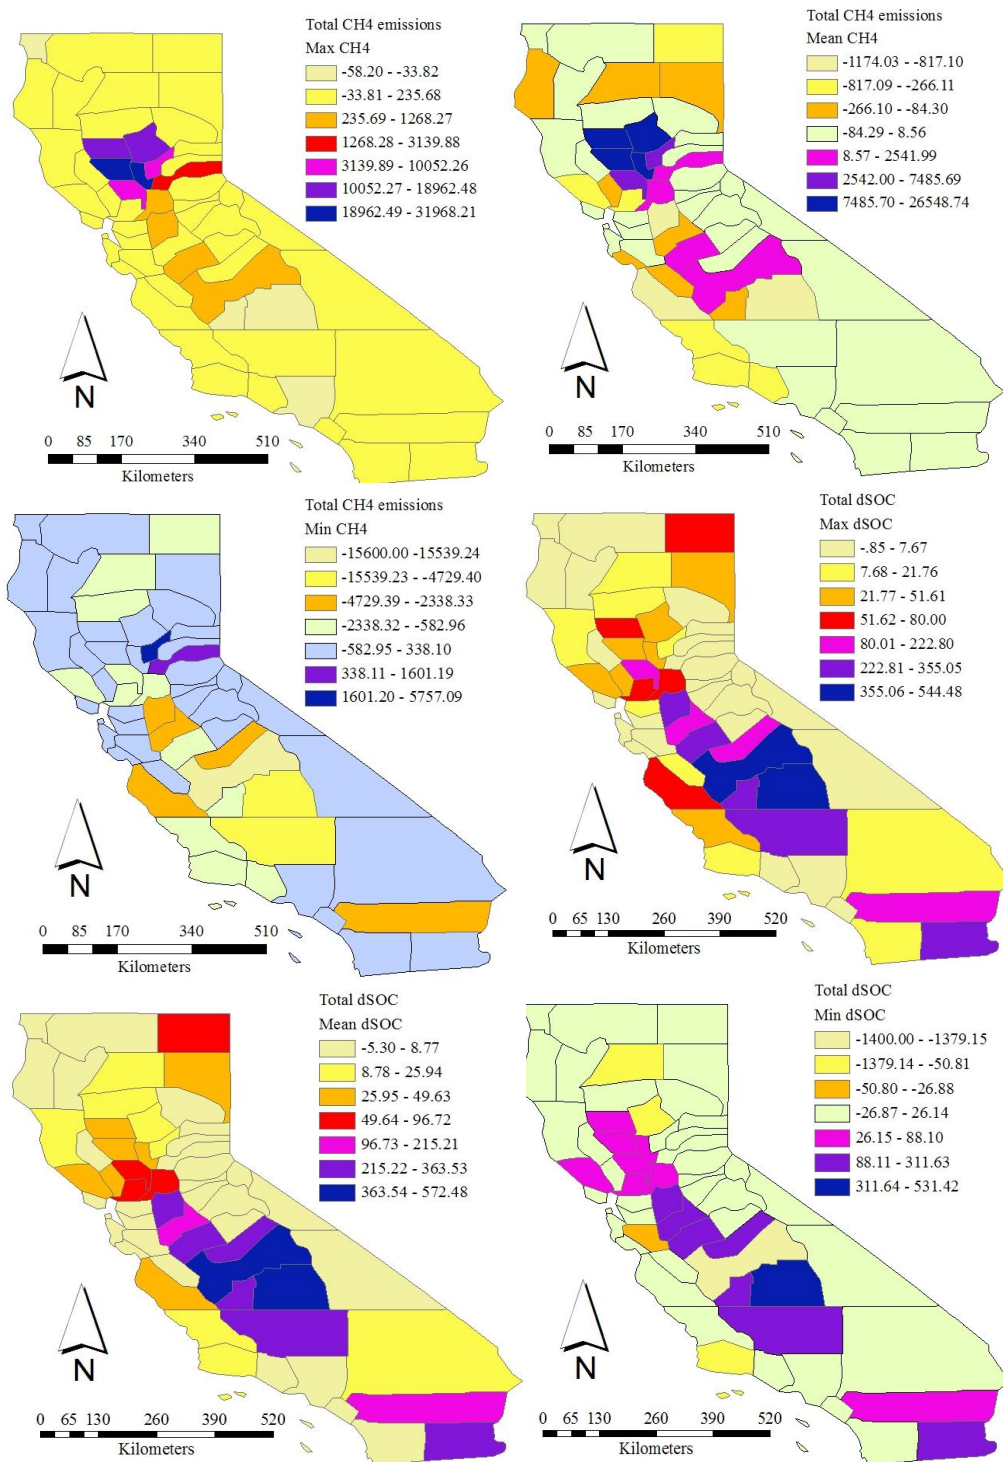 Total CH4 emissions
Max CH4
-58.20 - -33.82
-33.81 - 235.68
235.69 - 1268.27
1268.28 - 3139.88
3139.89 - 10052.26
10052.27 - 18962.48
18962.49 - 31968.21
N
0 85 170 340 510
Kilometers
Total CH4 emissions
Mean CH4
-1174.03 - -817.10
-817.09 - -266.11
-266.10 - -84.30
-84.29 - 8.56
8.57 - 2541.99
2542.00 - 7485.69
7485.70 - 26548.74
N
0 85 170 340 510
Kilometers
Total CH4 emissions
Min CH4
-15600.00 - -15539.24
-15539.23 - -4729.40
-4729.39 - -2338.33
-2338.32 - -582.96
-582.95 - 338.10
338.11 - 1601.19
1601.20 - 5757.09
N
0 85 170 340 510
Kilometers
Total dSOC
Max dSOC
-.85 - 7.67
7.68 - 21.76
21.77 - 51.61
51.62 - 80.00
80.01 - 222.80
222.81 - 355.05
355.06 - 544.48
N
0 65 130 260 390 520
Kilometers
Total dSOC
Mean dSOC
-5.30 - 8.77
8.78 - 25.94
25.95 - 49.63
49.64 - 96.72
96.73 - 215.21
215.22 - 363.53
363.54 - 572.48
N
0 65 130 260 390 520
Kilometers
Total dSOC
Min dSOC
-1400.00 - -1379.15
-1379.14 - -50.81
-50.80 - -26.88
-26.87 - 26.14
26.15 - 88.10
88.11 - 311.63
311.64 - 531.42
N
0 65 130 260 390 520
Kilometers